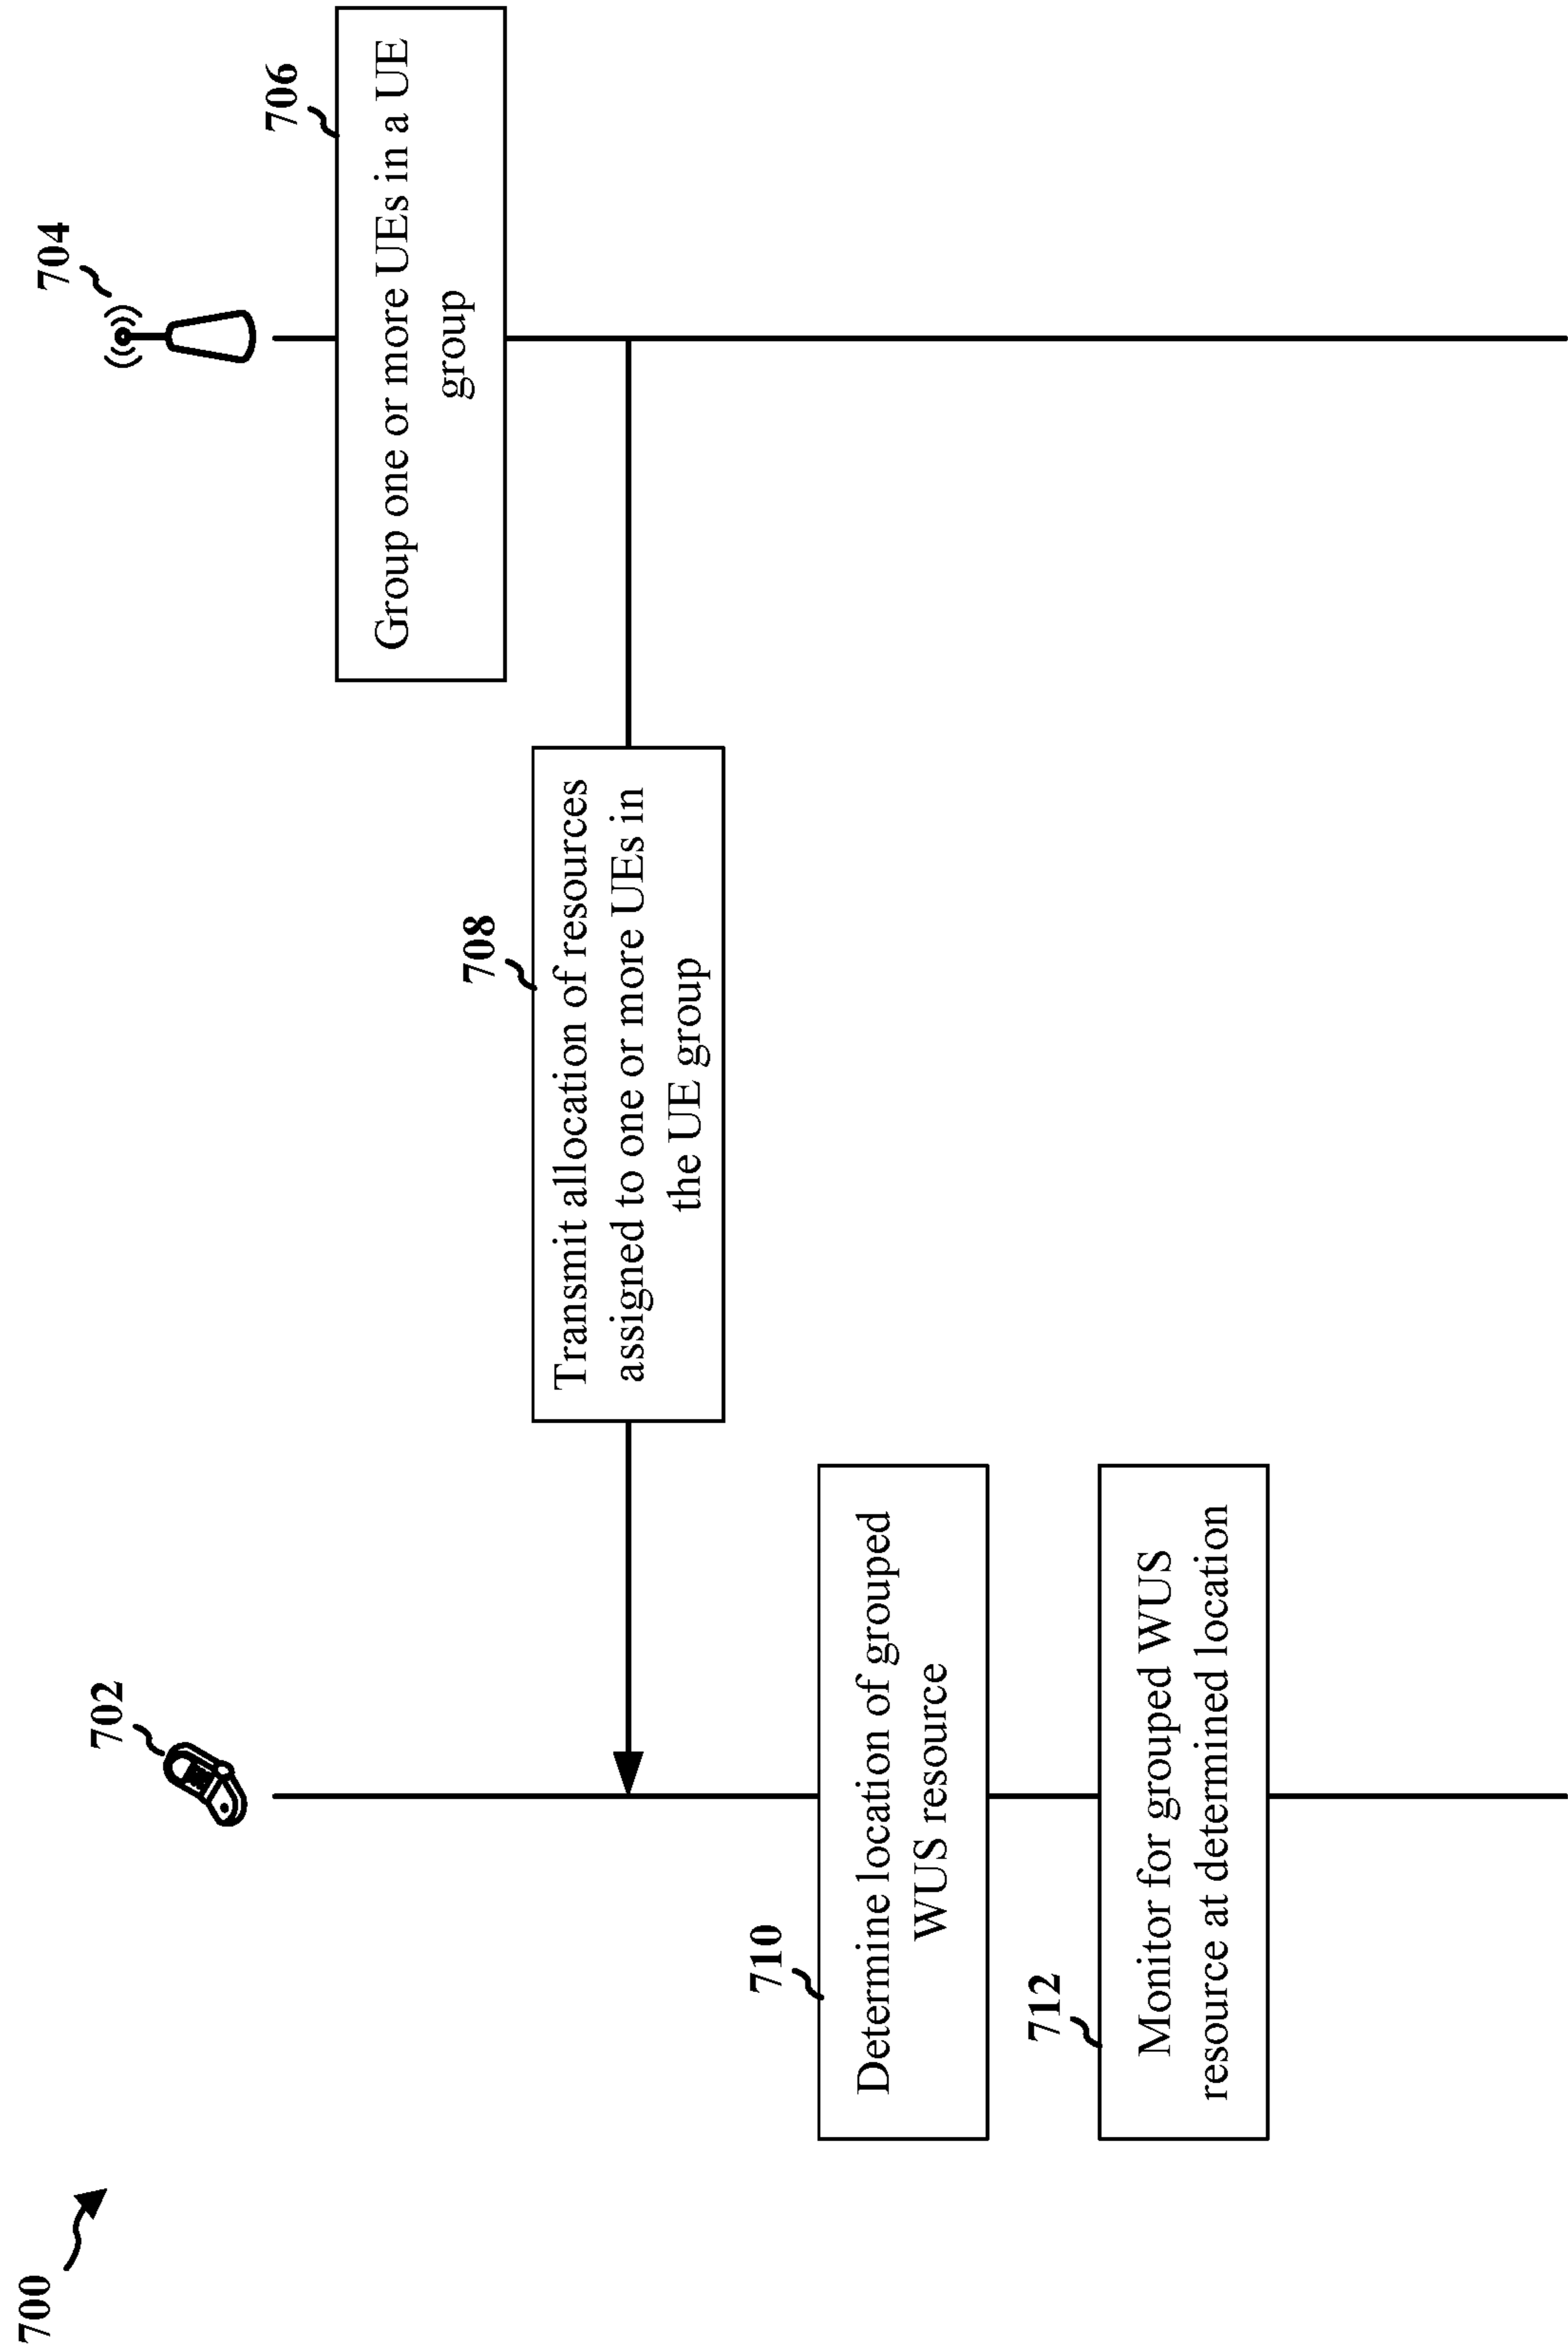 700
702
704
706
Group one or more UEs in a UE
group
708
Transmit allocation of resources
assigned to one or more UEs in
the UE group
710
Determine location of grouped
WUS resource
712
Monitor for grouped WUS
resource at determined location